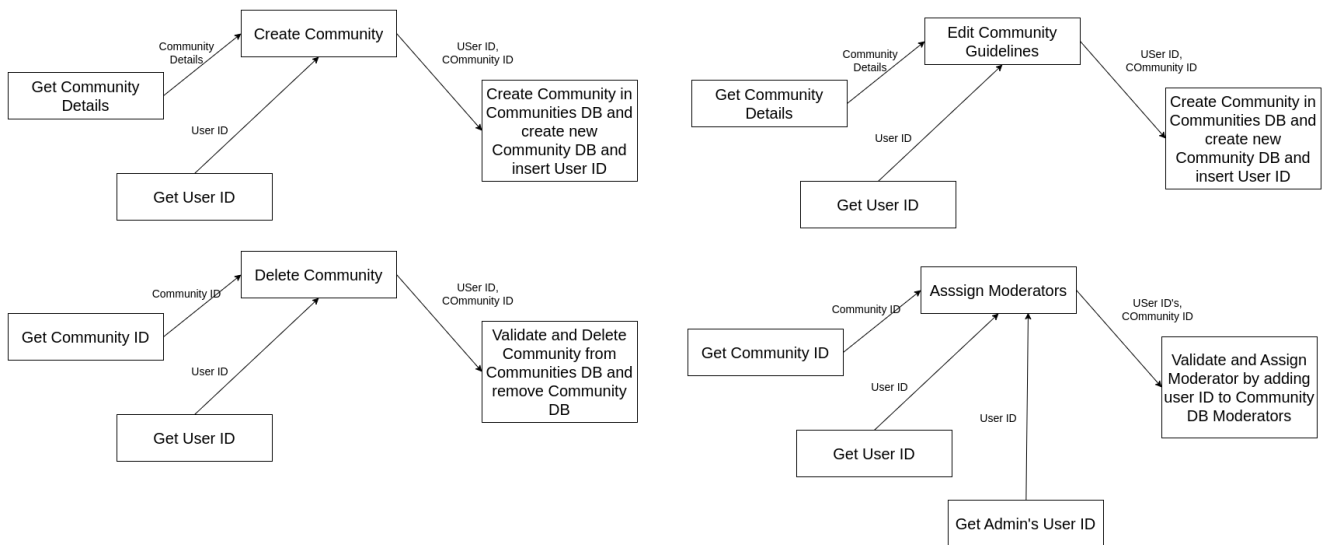 Create Community
Community
Details
USer ID,
COmmunity ID
Get Community
Details
Create Community in
Communities DB and
create new
Community DB and
insert User ID
User ID
Get User ID
Edit Community
Guidelines
Community
Details
USer ID,
COmmunity ID
Get Community
Details
Create Community in
Communities DB and
create new
Community DB and
insert User ID
User ID
Get User ID
Delete Community
Community ID
USer ID,
COmmunity ID
Get Community ID
Validate and Delete
Community from
Communities DB and
remove Community
DB
User ID
Get User ID
Asssign Moderators
Community ID
USer ID's,
COmmunity ID
Get Community ID
Validate and Assign
Moderator by adding
user ID to Community
DB Moderators
User ID
User ID
Get User ID
Get Admin's User ID